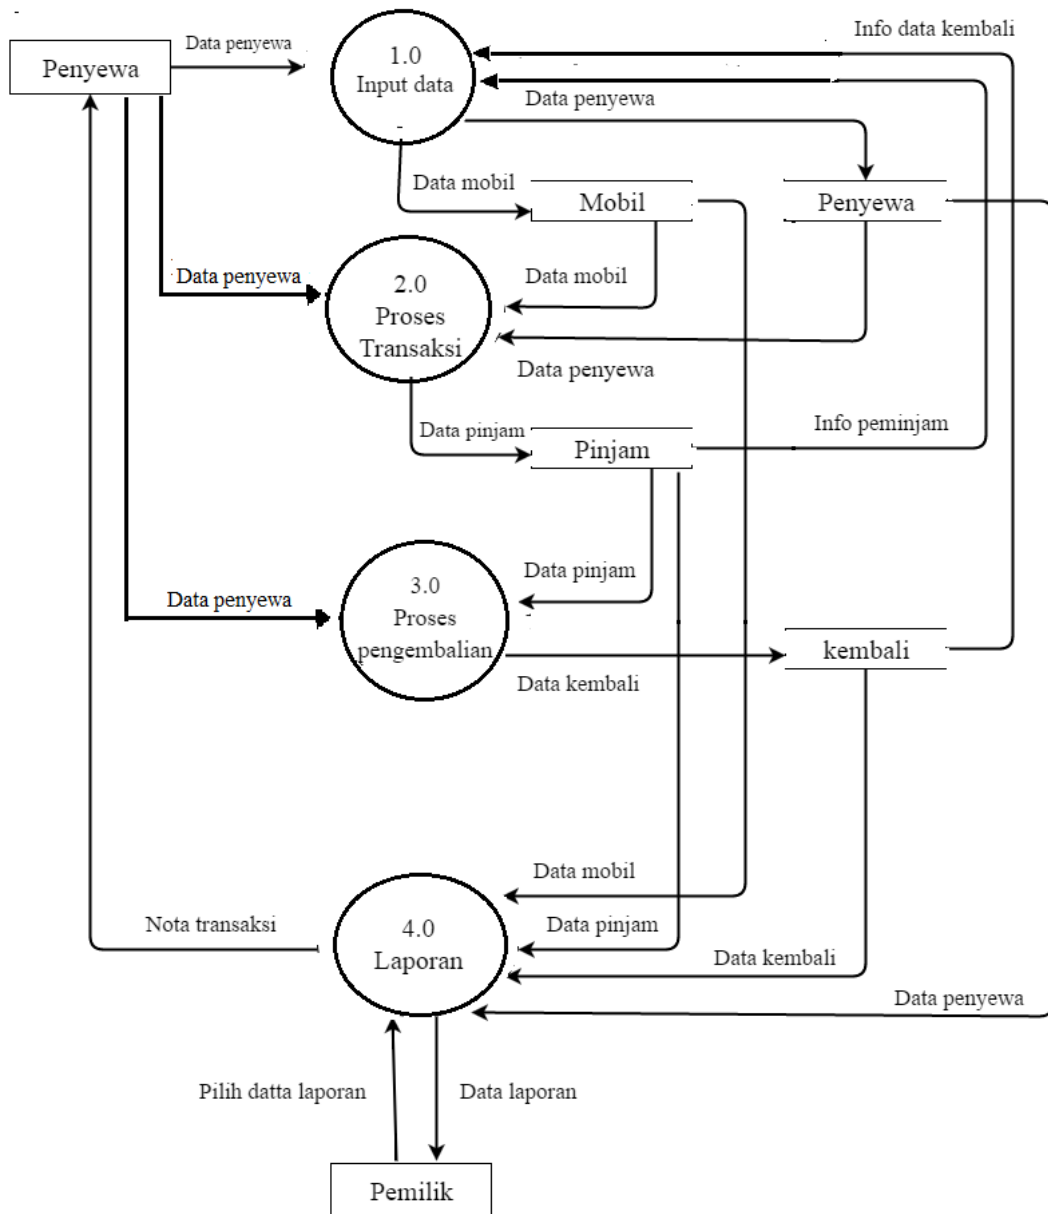 Info data kembali
Data penyewa
Penyewa
1.0
Input data
Data penyewa
Data mobil
Mobil
Penyewa
Data penyewa
Data mobil
2.0
Proses
Transaksi
Data penyewa
Data pinjam
Pinjam
Info peminjam
3.0
Proses
pengembalian
Data pinjam
Data penyewa
kembali
Data kembali
Data mobil
Nota transaksi
4.0
Laporan
Data pinjam
Data kembali
Data penyewa
Pilih datta laporan
Data laporan
Pemilik